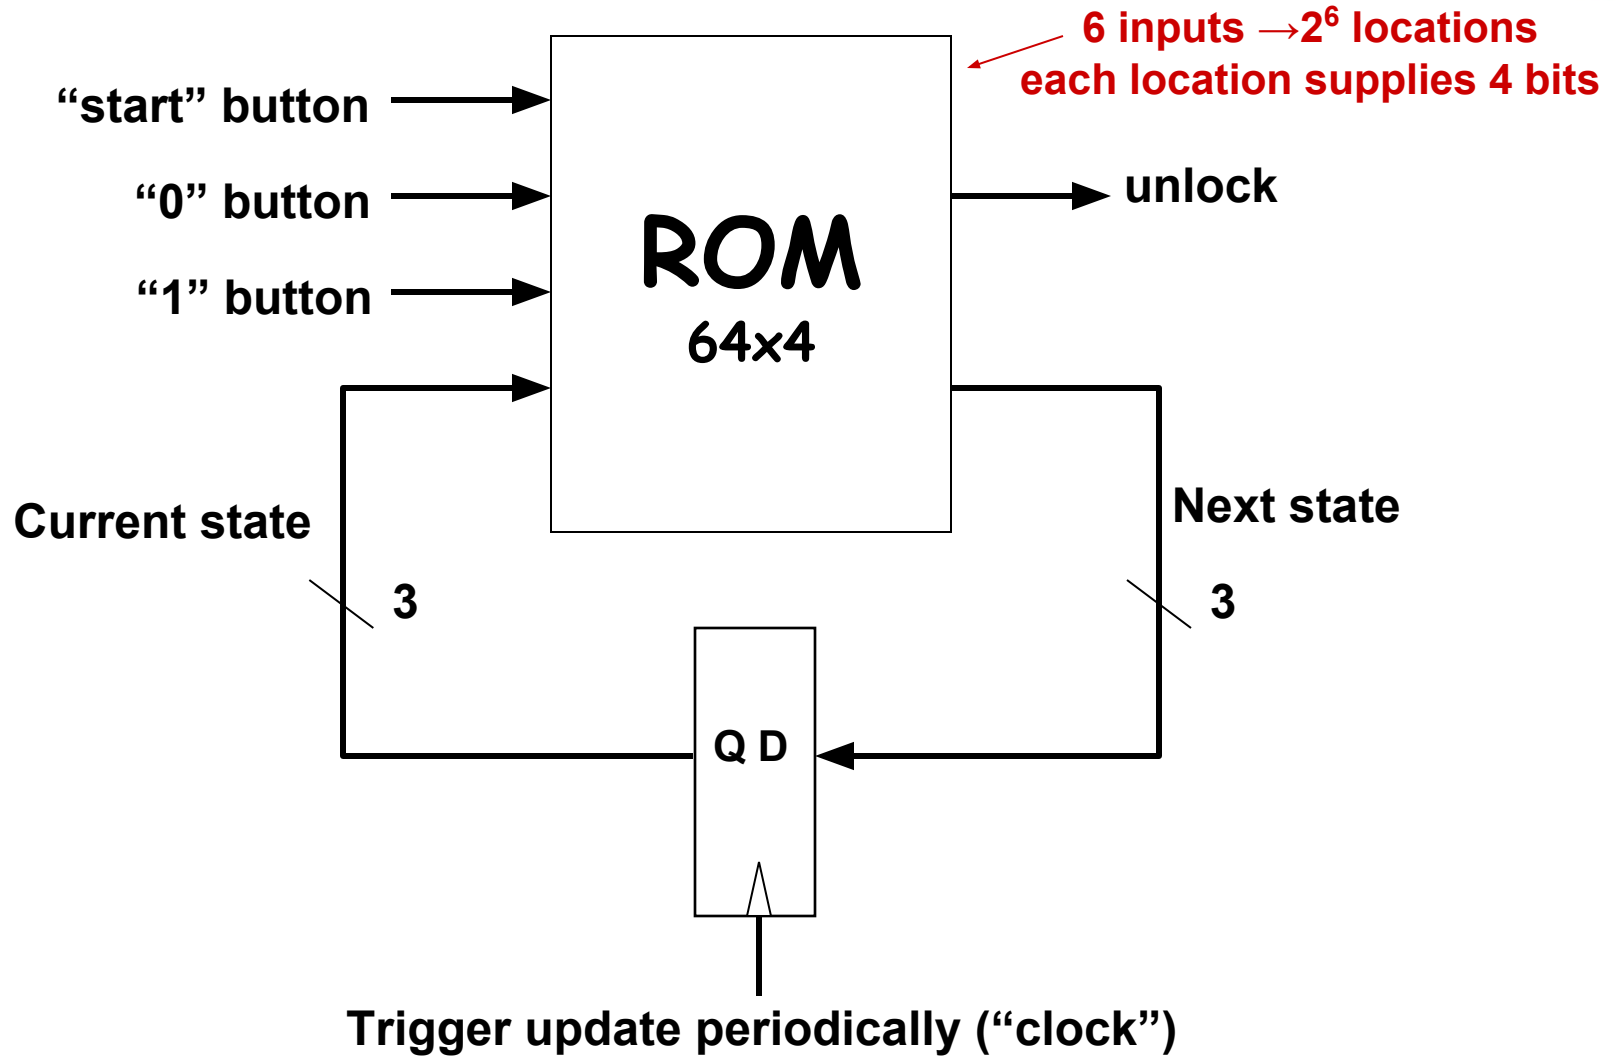 6 inputs →2⁶ locations
each location supplies 4 bits
“start” button
“0” button
“1” button
ROM
64x4
unlock
Current state
3
Next state
3
Q D
Trigger update periodically (“clock”)